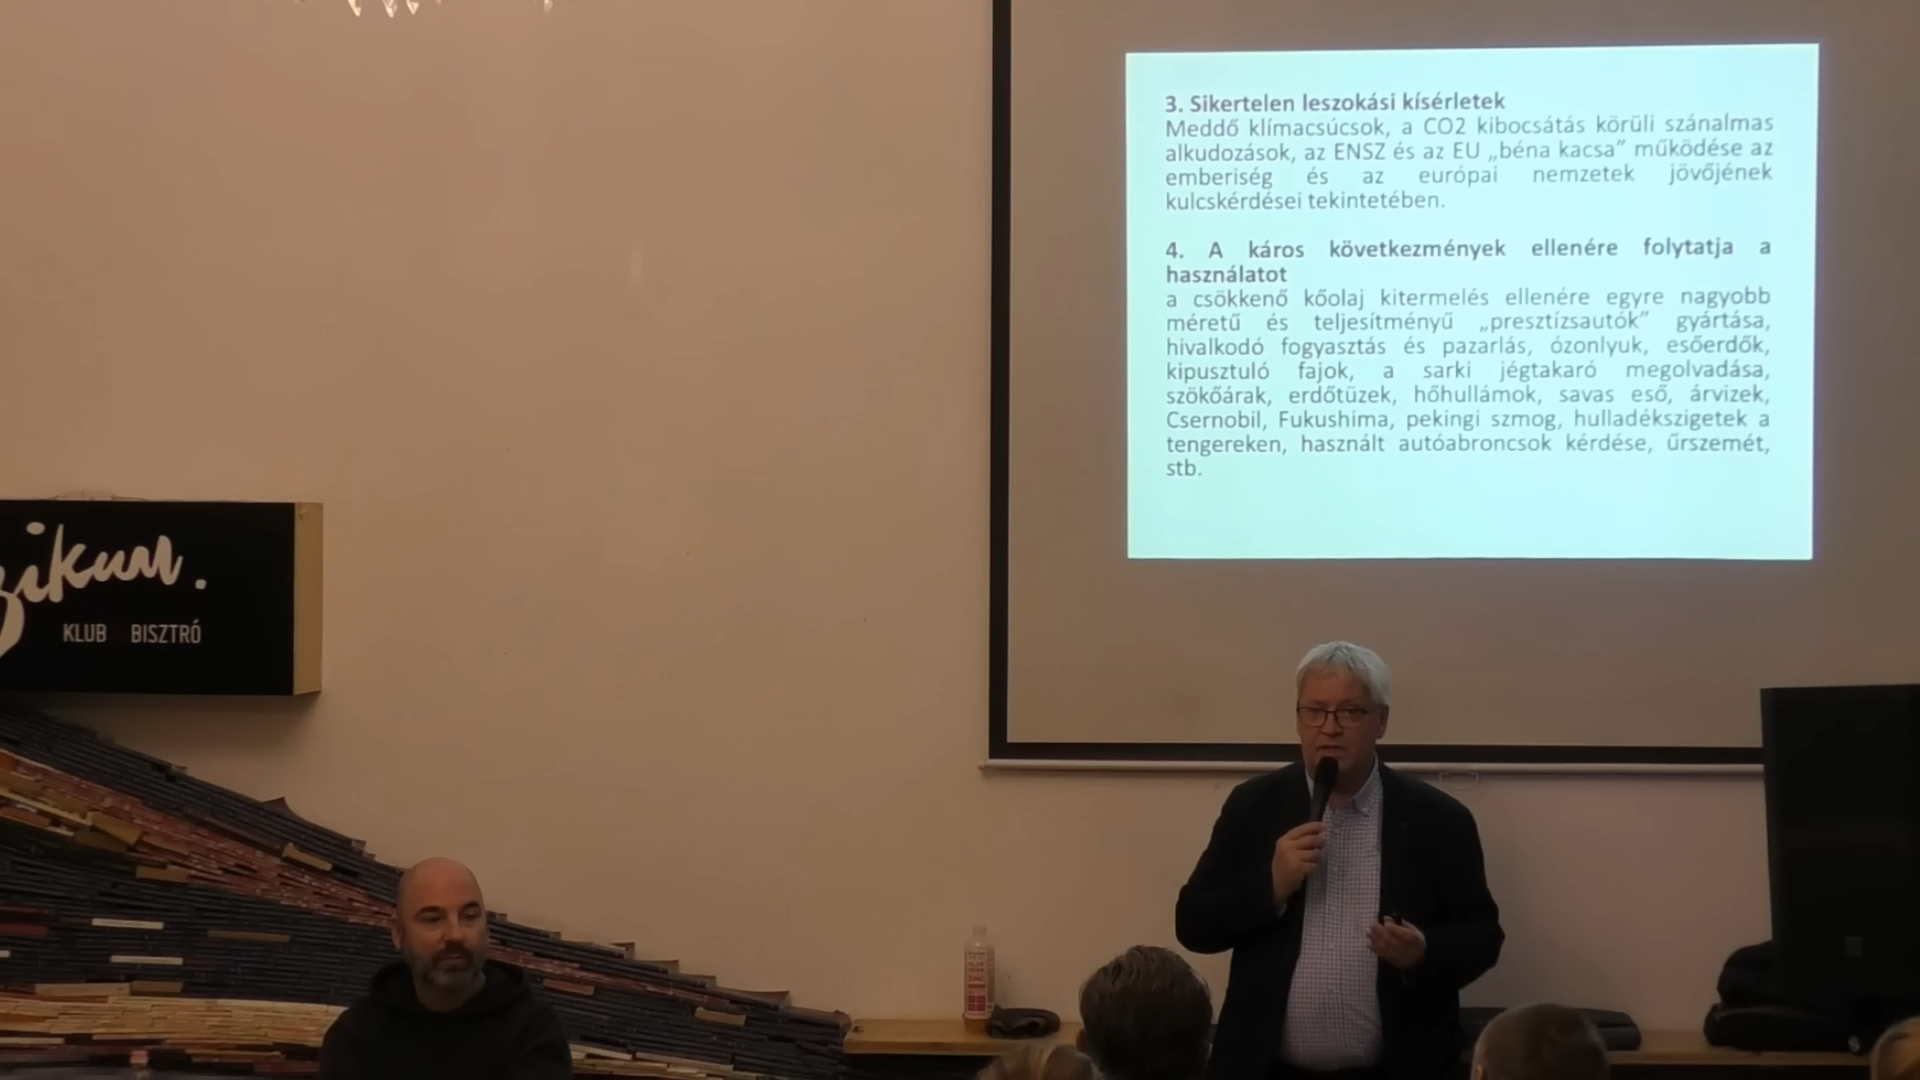 3. Sikertelen leszokási kísérletek
Meddő klímacsúcsok, a CO2 kibocsátás körüli szánalmas
alkudozások, az ENSZ és az EU „béna kacsa” működése az
emberiség és az európai nemzetek jövőjének
kulcskérdései tekintetében.
4. A káros következmények ellenére folytatja a
használatot
a csökkenő kőolaj kitermelés ellenére egyre nagyobb
méretű és teljesítményű „presztízsautók” gyártása,
hivalkodó fogyasztás és pazarlás, ózonlyuk, esőerdők,
kipusztuló fajok, a sarki jégtakaró megolvadása,
szökőárak, erdőtüzek, hőhullámok, savas eső, árvizek,
Csernobil, Fukushima, pekingi szmog, hulladékszigetek a
tengereken, használt autóabroncsok kérdése, űrszemét,
stb.
zikum.
KLUB BISZTRÓ